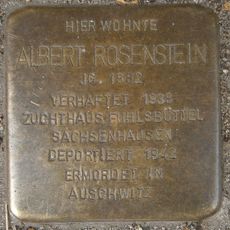 HIER WOHNTE
ALBERT ROSENSTEIN
JG. 1882
VERHAFTET 1938
ZUCHTHAUS FUHLSBÜTTEL
SACHSENHAUSEN
DEPORTIERT 1942
ERMORDET IN
AUSCHWITZ